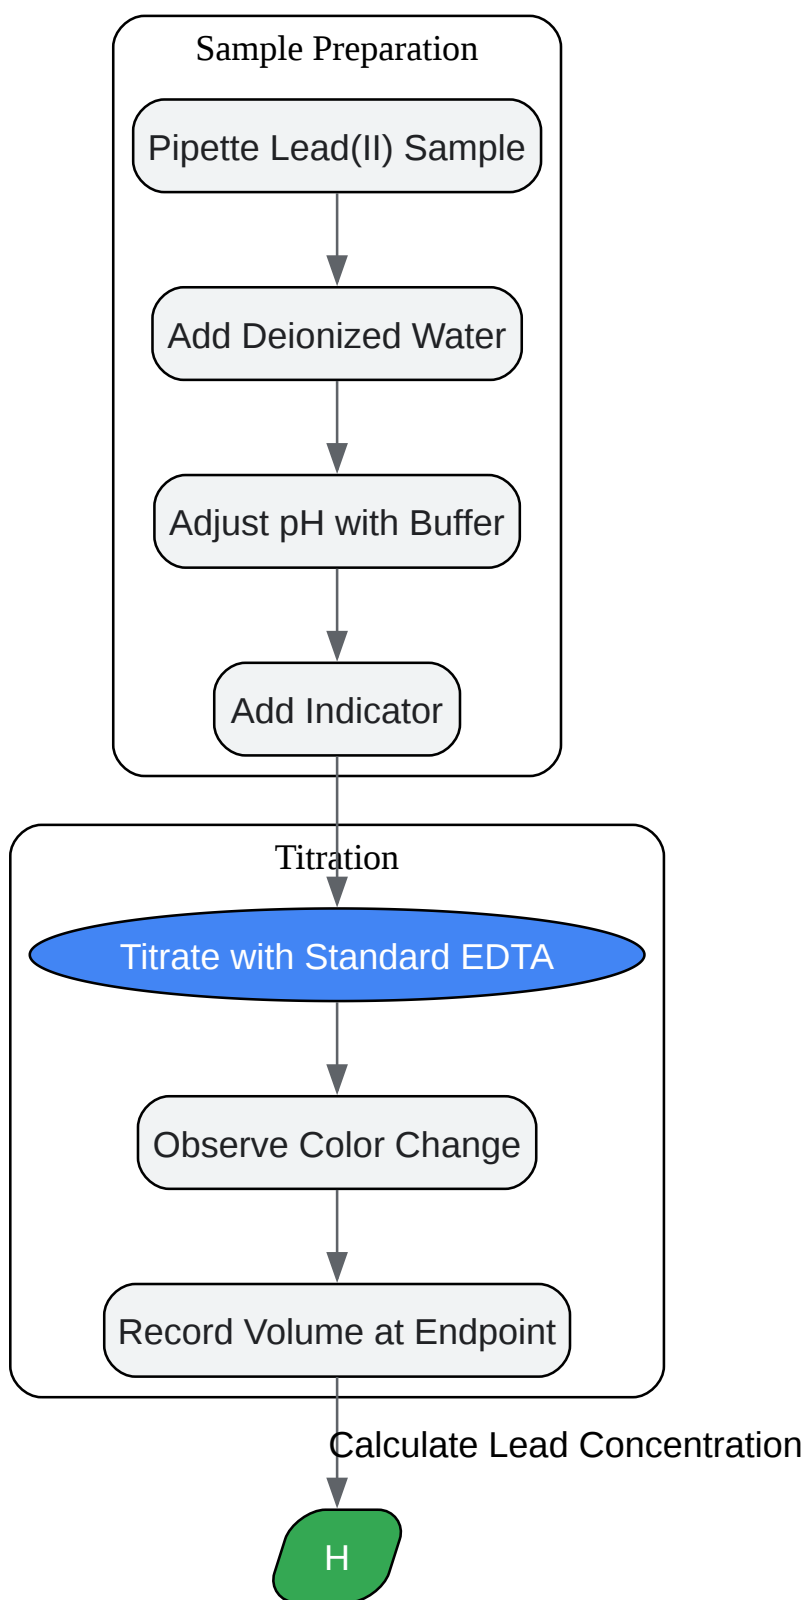 Sample Preparation
Pipette Lead(II) Sample
Add Deionized Water
Adjust pH with Buffer
Add Indicator
Titration
Titrate with Standard EDTA
Observe Color Change
Record Volume at Endpoint
Calculate Lead Concentration
H